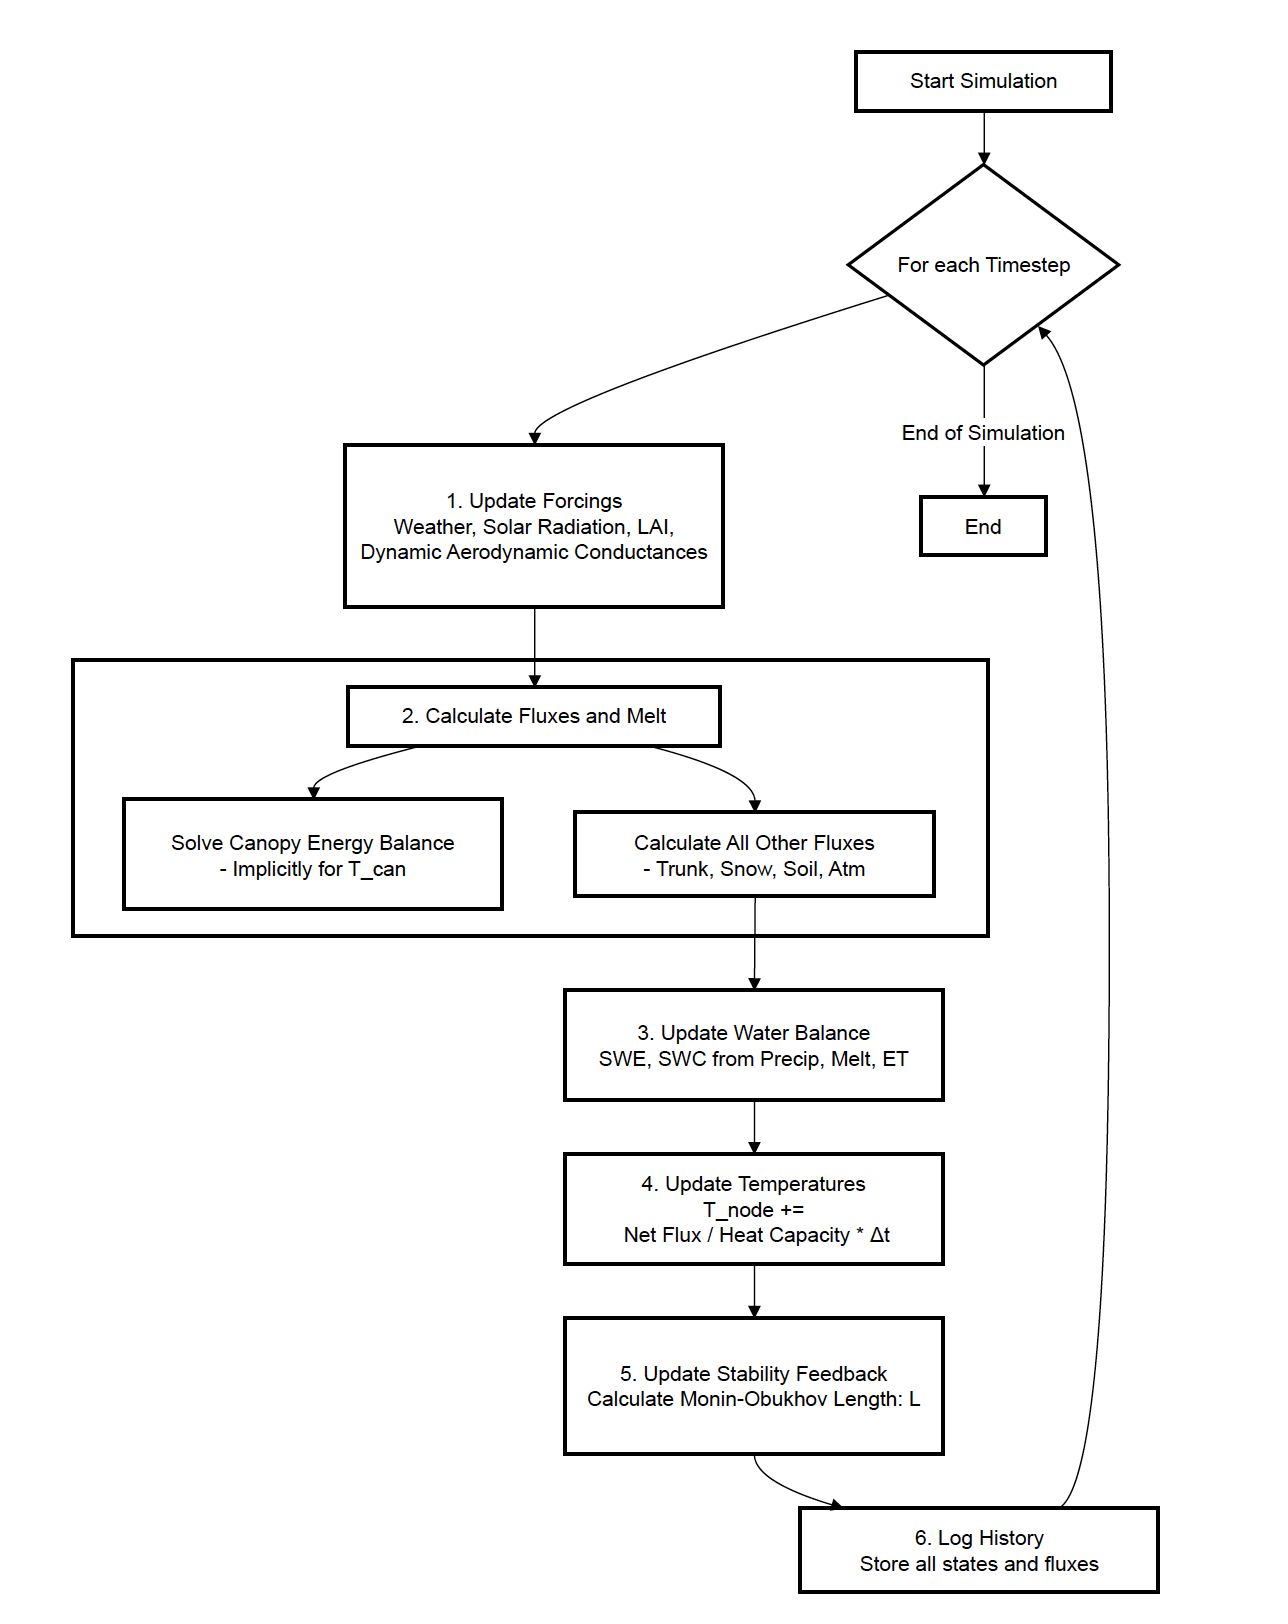 Start Simulation
For each Timestep
End of Simulation
End
1. Update Forcings
Weather, Solar Radiation, LAI,
Dynamic Aerodynamic Conductances
2. Calculate Fluxes and Melt
Solve Canopy Energy Balance
- Implicitly for T_can
Calculate All Other Fluxes
- Trunk, Snow, Soil, Atm
3. Update Water Balance
SWE, SWC from Precip, Melt, ET
4. Update Temperatures
T_node +=
Net Flux / Heat Capacity * Δt
5. Update Stability Feedback
Calculate Monin-Obukhov Length: L
6. Log History
Store all states and fluxes